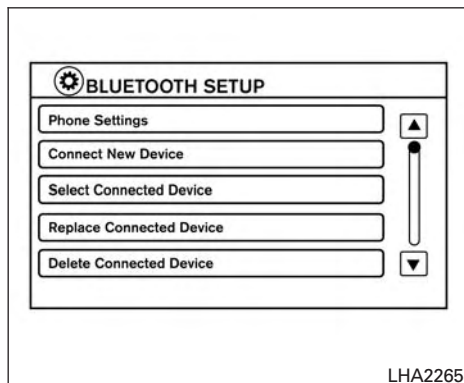 BLUETOOTH SETUP
Phone Settings
Connect New Device
Select Connected Device
Replace Connected Device
Delete Connected Device
LHA2265